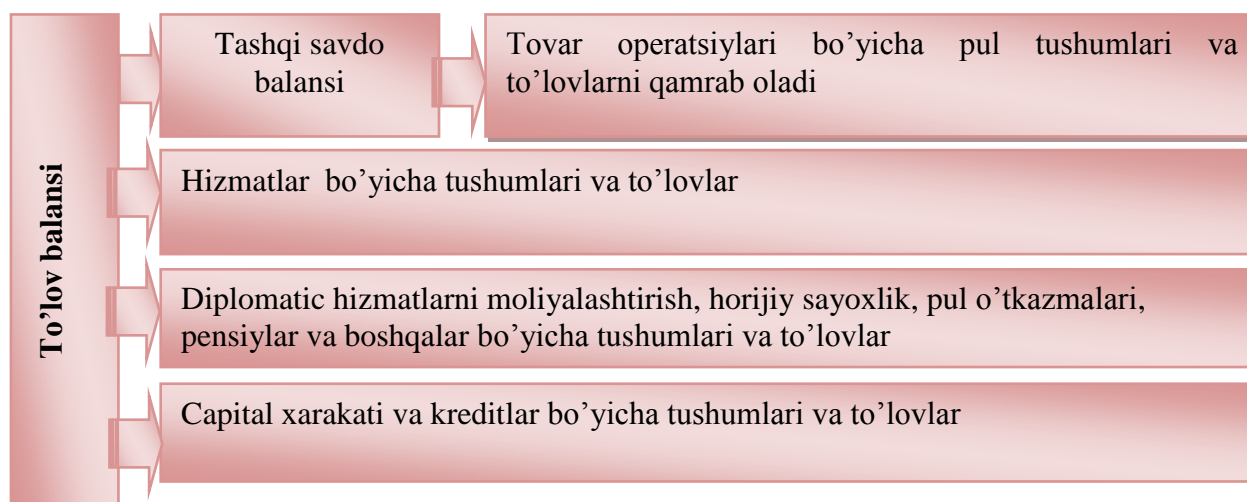 To’lov balansi
Tashqi savdo
balansi
Tovar operatsiylari bo’yicha pul tushumlari va
to’lovlarni qamrab oladi
Hizmatlar bo’yicha tushumlari va to’lovlar
Diplomatic hizmatlarni moliyalashtirish, horijiy sayoxlik, pul o’tkazmalari,
pensiylar va boshqalar bo’yicha tushumlari va to’lovlar
Capital xarakati va kreditlar bo’yicha tushumlari va to’lovlar